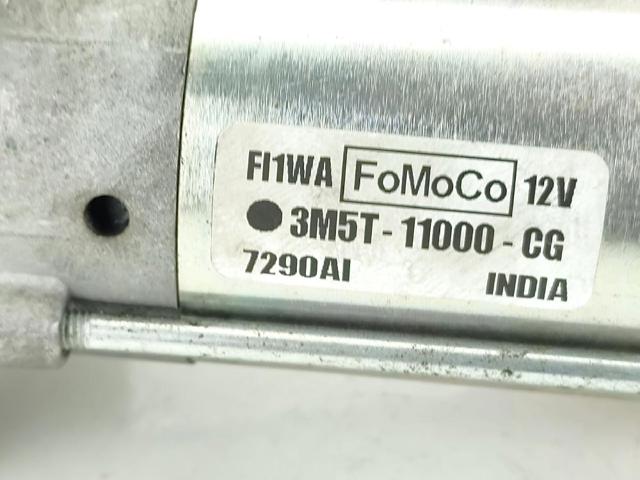 FI1WA FoMoCo 12V
3M5T-11000-CG
7290AI INDIA